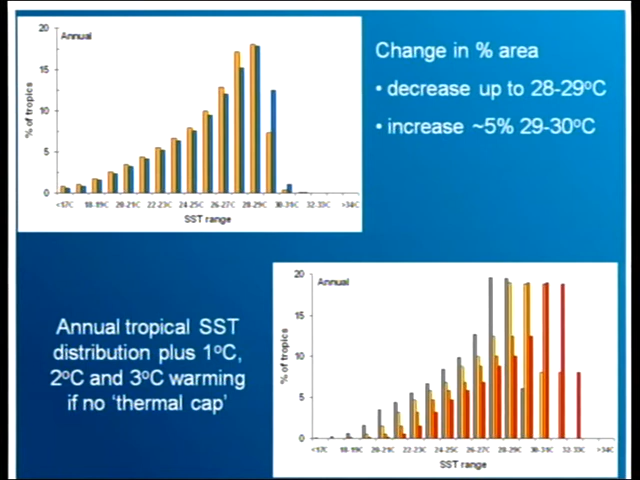 20
Annual
15
10
5
0
% of tropics
<17C 18-19C 20-21C 22-23C 24-25C 26-27C 28-29C 30-31C 32-33C >34C
SST range
Change in % area
• decrease up to 28-29ºC
• increase ~5% 29-30ºC
Annual tropical SST
distribution plus 1ºC,
2ºC and 3ºC warming
if no ‘thermal cap’
20
Annual
15
10
5
0
% of tropics
<17C 18-19C 20-21C 22-23C 24-25C 26-27C 28-29C 30-31C 32-33C >34C
SST range